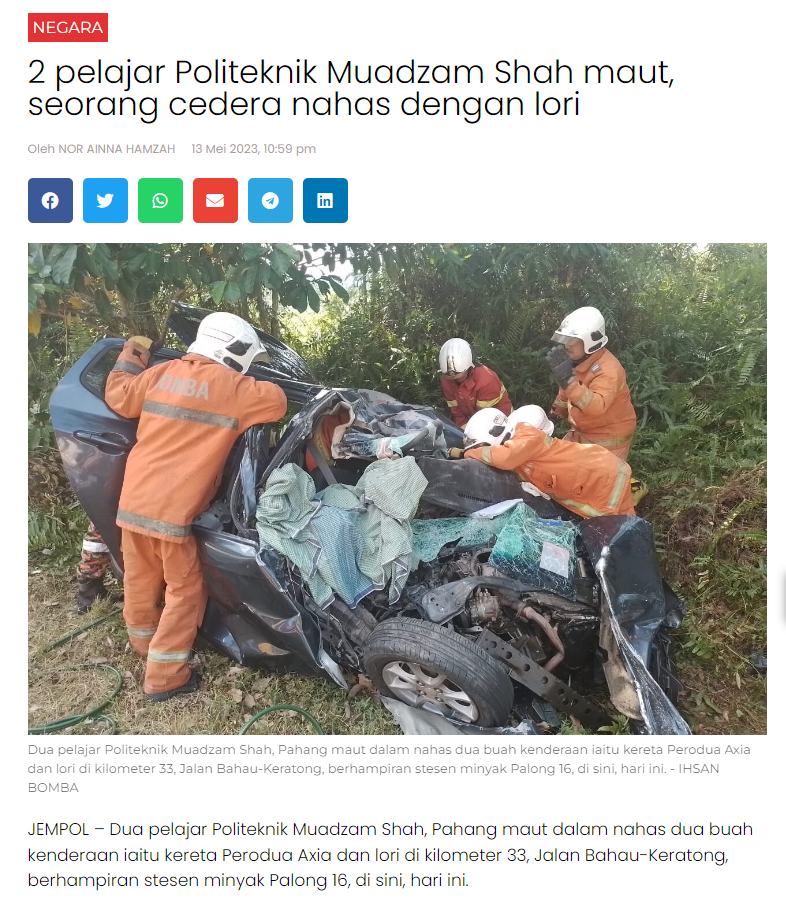 NEGARA
2 pelajar Politeknik Muadzam Shah maut,
seorang cedera nahas dengan lori
Oleh NOR AINNA HAMZAH 13 Mei 2023, 10:59 pm
BOMBA
Dua pelajar Politeknik Muadzam Shah, Pahang maut dalam nahas dua buah kenderaan iaitu kereta Perodua Axia
dan lori di kilometer 33, Jalan Bahau-Keratong, berhampiran stesen minyak Palong 16, di sini, hari ini. - IHSAN
BOMBA
JEMPOL – Dua pelajar Politeknik Muadzam Shah, Pahang maut dalam nahas dua buah
kenderaan iaitu kereta Perodua Axia dan lori di kilometer 33, Jalan Bahau-Keratong,
berhampiran stesen minyak Palong 16, di sini, hari ini.